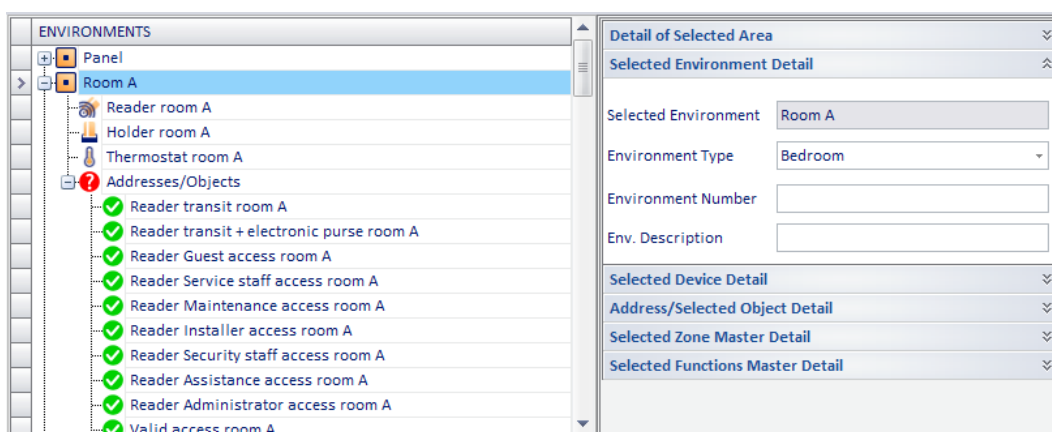 ENVIRONMENTS
Panel
Room A
Reader room A
Holder room A
Thermostat room A
Addresses/Objects
Reader transit room A
Reader transit + electronic purse room A
Reader Guest access room A
Reader Service staff access room A
Reader Maintenance access room A
Reader Installer access room A
Reader Security staff access room A
Reader Assistance access room A
Reader Administrator access room A
Valid access room A
Detail of Selected Area
Selected Environment Detail
Selected Environment Room A
Environment Type Bedroom
Environment Number
Env. Description
Selected Device Detail
Address/Selected Object Detail
Selected Zone Master Detail
Selected Functions Master Detail